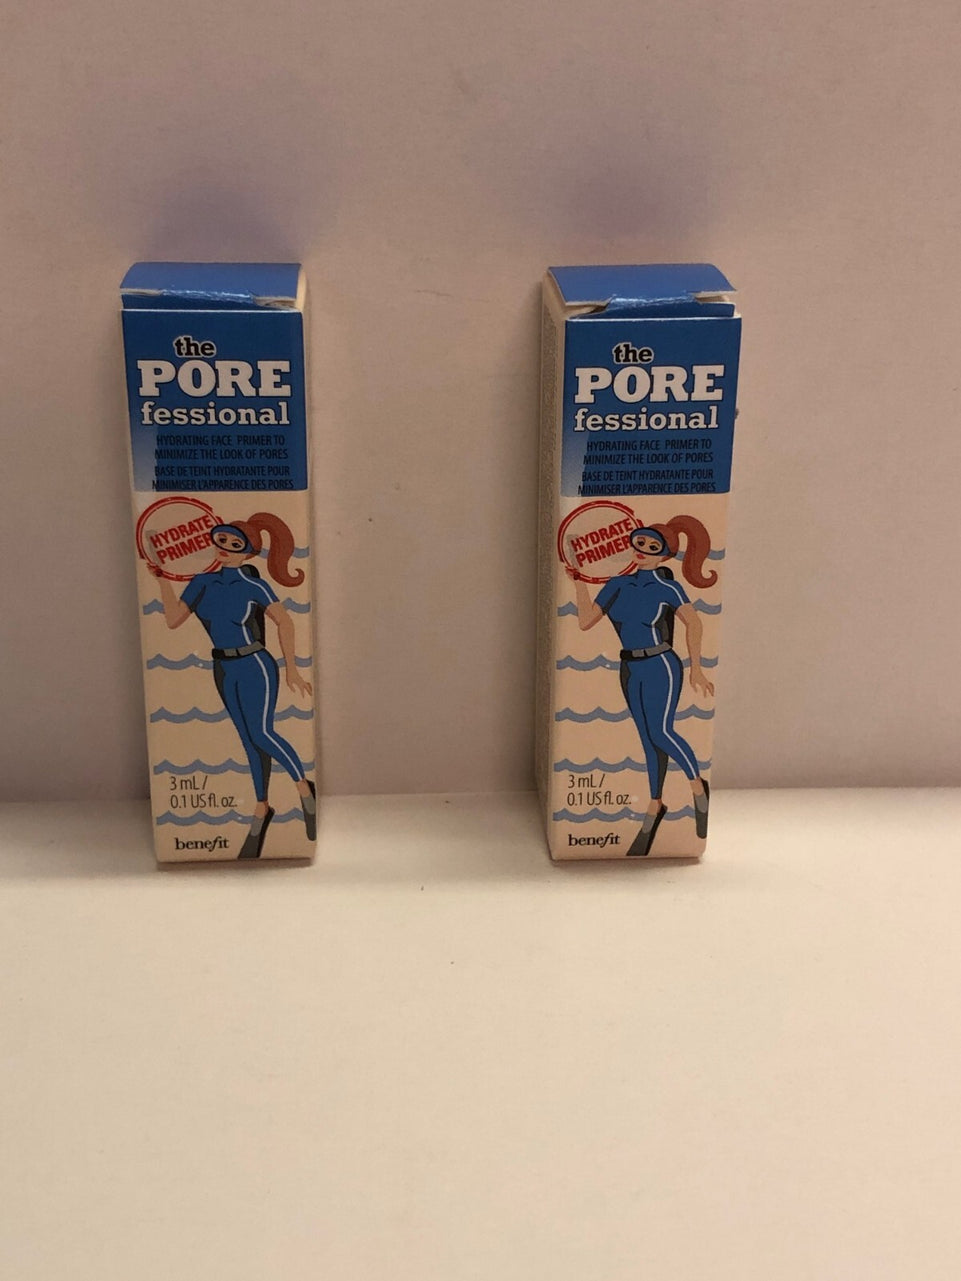 the
PORE
fessional
HYDRATING FACE PRIMER TO
MINIMIZE THE LOOK OF PORES
BASE DE TEINT HYDRATANTE POUR
MINIMISER L'APPARENCE DES PORES
HYDRATE
PRIMER
3 mL /
0.1 US fl. oz.
benefit
the
PORE
fessional
HYDRATING FACE PRIMER TO
MINIMIZE THE LOOK OF PORES
BASE DE TEINT HYDRATANTE POUR
MINIMISER L'APPARENCE DES PORES
HYDRATE
PRIMER
3 mL /
0.1 US fl. oz.
benefit